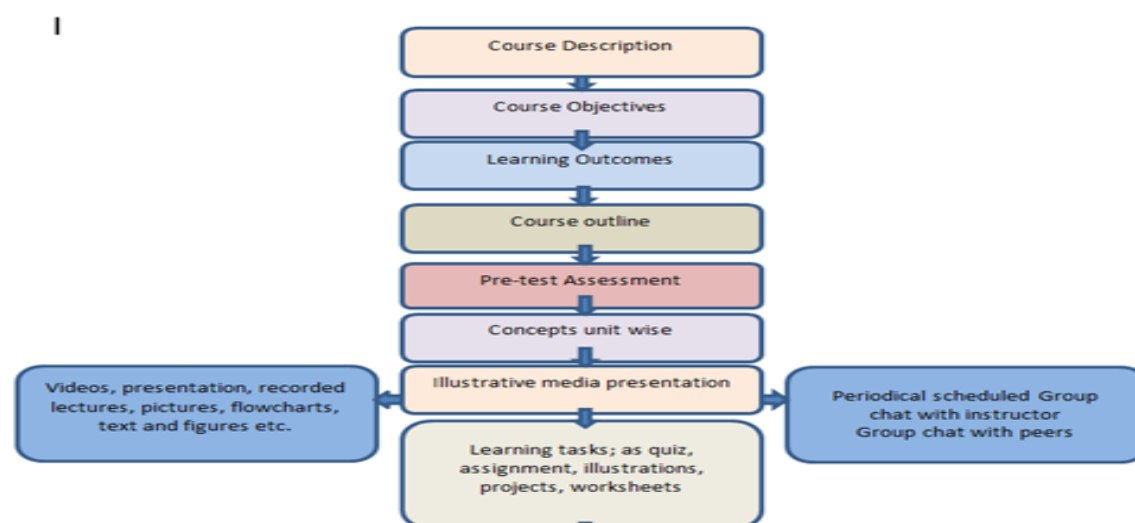 I
Course Description
Course Objectives
Learning Outcomes
Course outline
Pre-test Assessment
Concepts unit wise
Illustrative media presentation
Videos, presentation, recorded
lectures, pictures, flowcharts,
text and figures etc.
Periodical scheduled Group
chat with instructor
Group chat with peers
Learning tasks; as quiz,
assignment, illustrations,
projects, worksheets